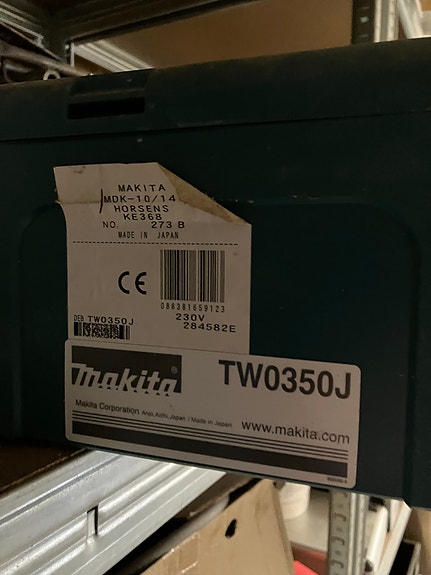 MAKITA
MDK-10/14
HORSENS
KE368
NO. 273 B
MADE IN JAPAN
CE
088381659123
DEB TW0350J
230V
284582E
makita
TW0350J
Makita Corporation Anjo, Aichi, Japan / Made in Japan
www.makita.com